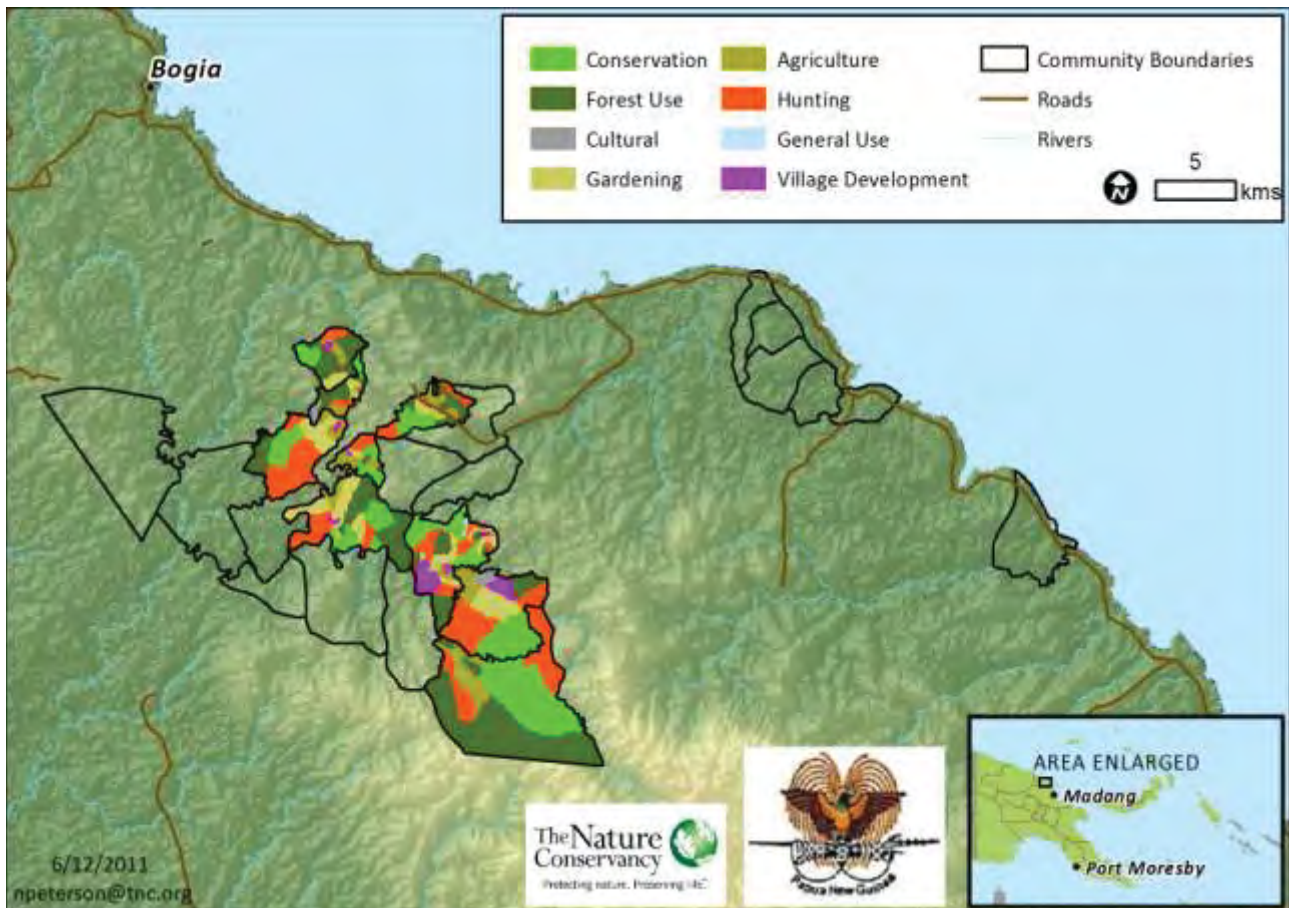 Bogia
Conservation
Forest Use
Cultural
Gardening
Agriculture
Hunting
General Use
Village Development
Community Boundaries
Roads
Rivers
N
5
kms
AREA ENLARGED
Madang
Port Moresby
The Nature
Conservancy
Protecting nature. Preserving life.™
Papua New Guinea
6/12/2011
npeterson@tnc.org